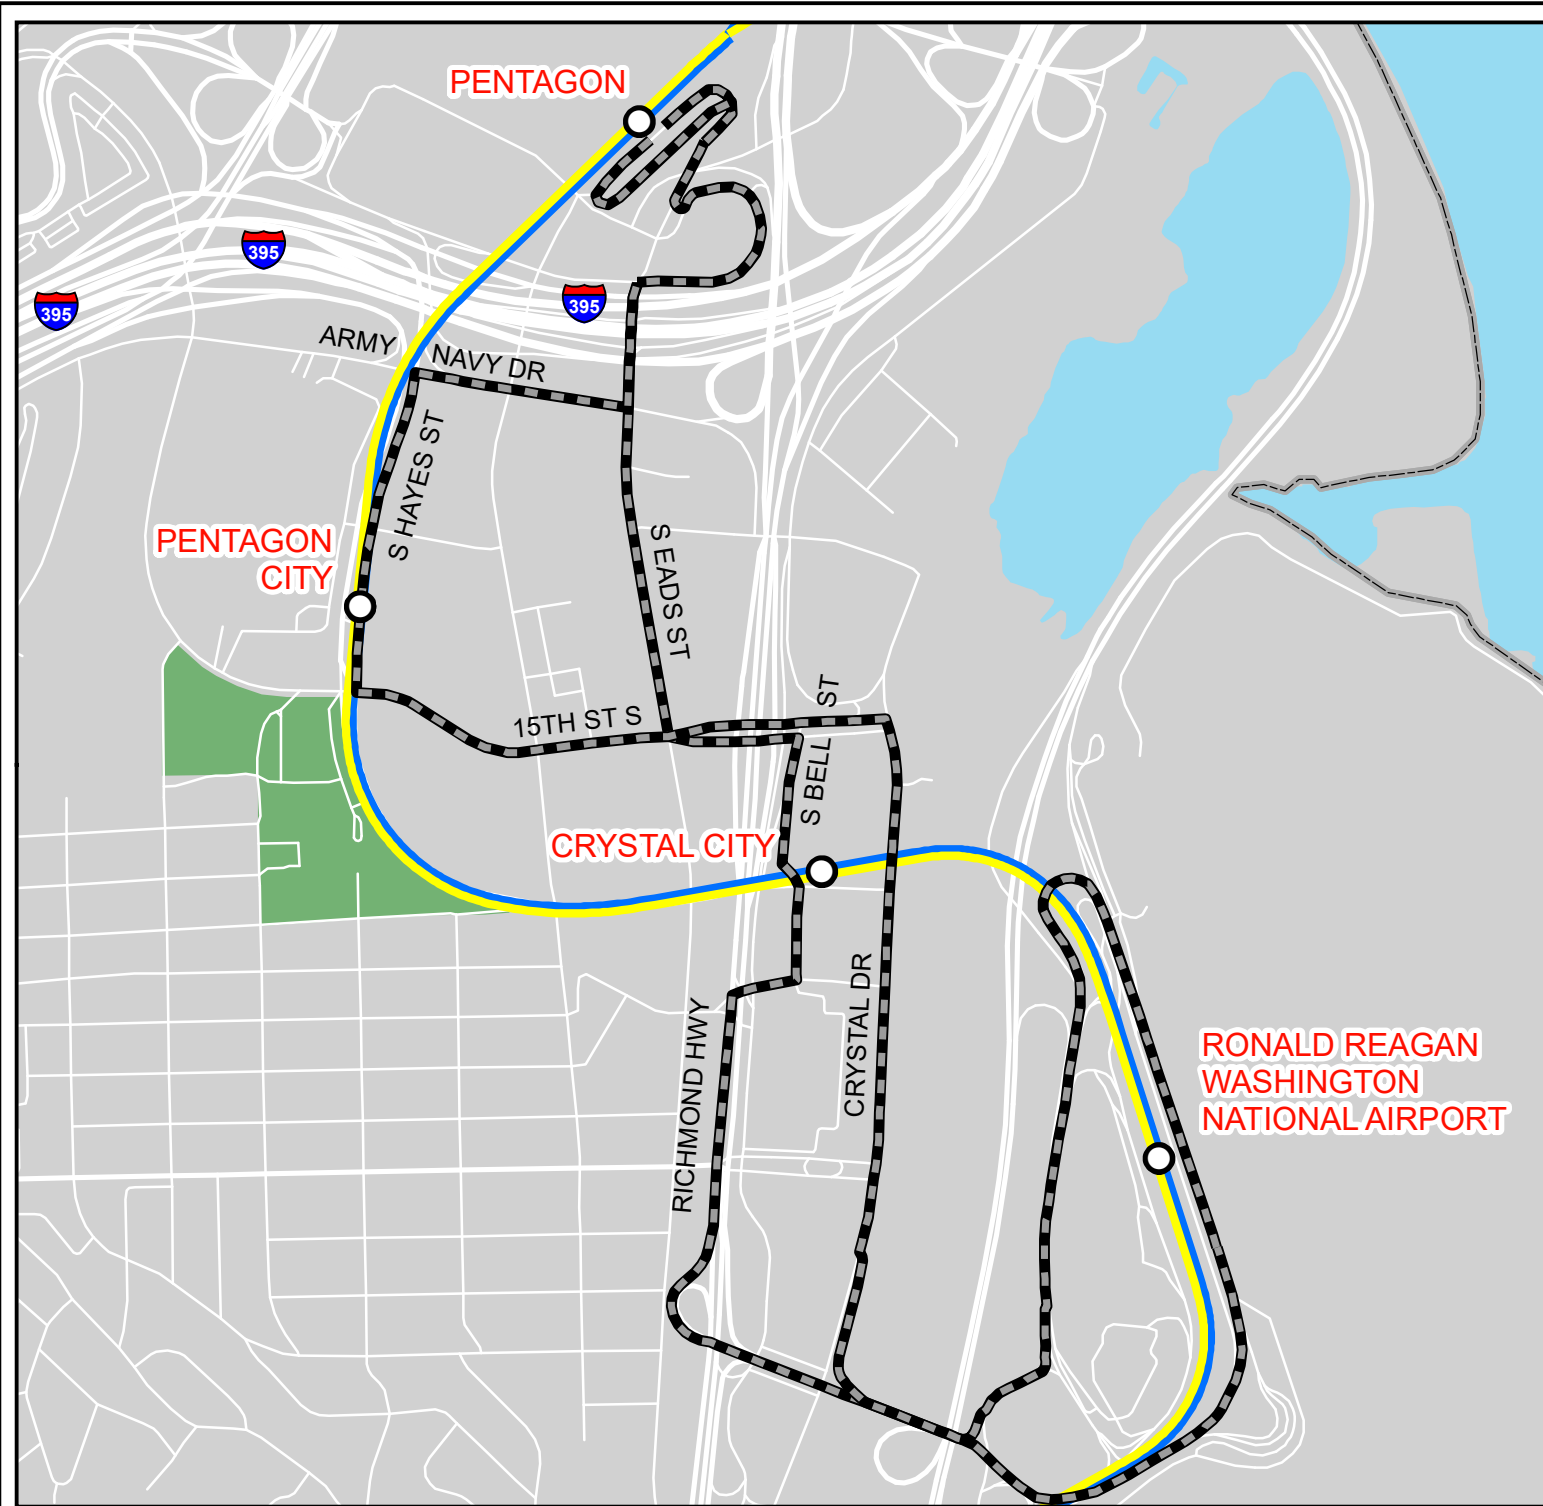 PENTAGON
395
395
395
ARMY
NAVY DR
S HAYES ST
PENTAGON
CITY
S EADS ST
15TH ST S
S BELL ST
CRYSTAL CITY
CRYSTAL DR
RICHMOND HWY
RONALD REAGAN
WASHINGTON
NATIONAL AIRPORT